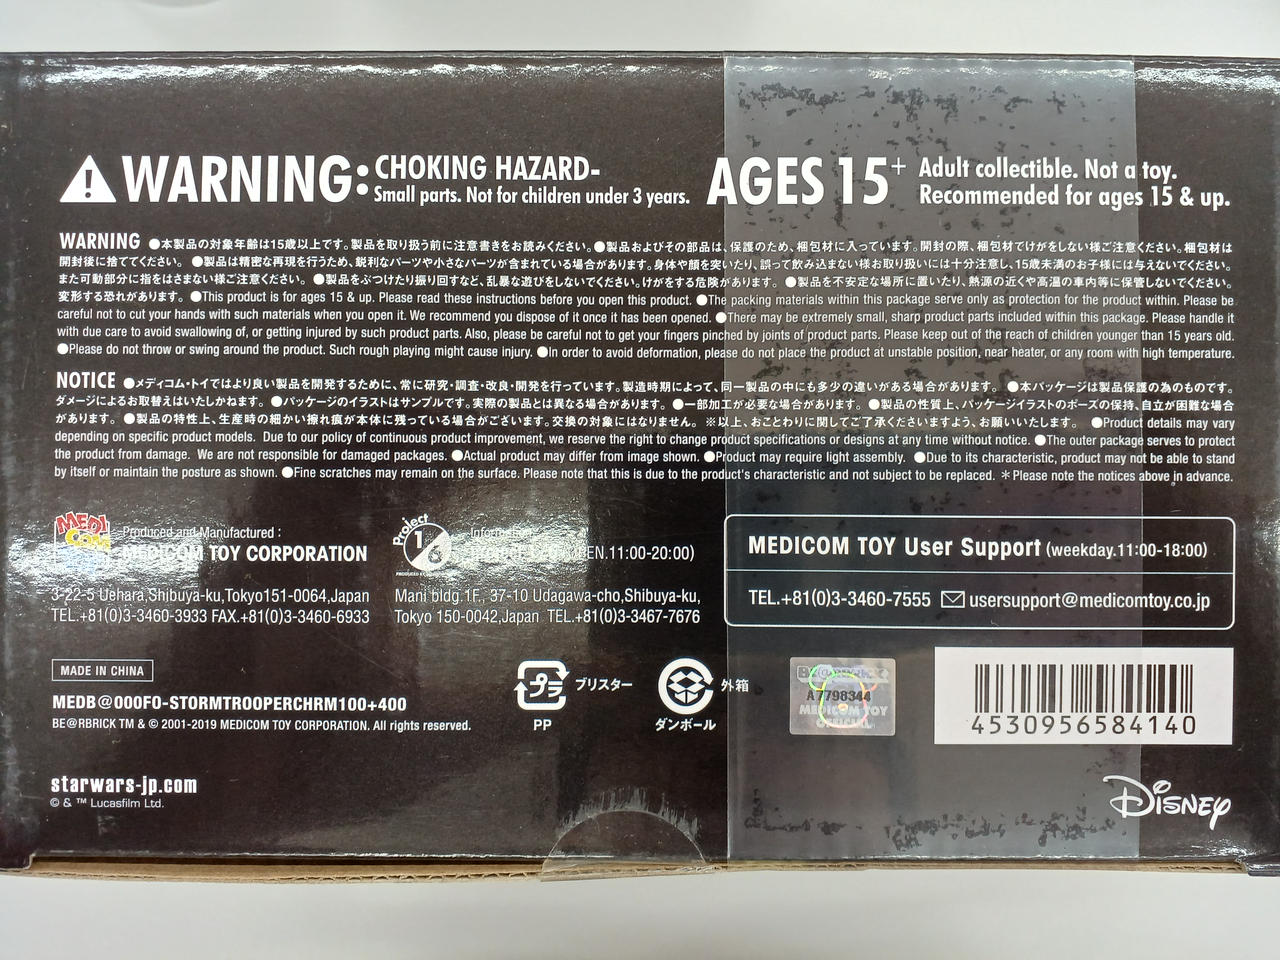 WARNING: CHOKING HAZARD-
Small parts. Not for children under 3 years.
AGES 15+ Adult collectible. Not a toy.
Recommended for ages 15 & up.
WARNING ●本製品の対象年齢は15歳以上です。製品を取り扱う前に注意書きをお読みください。●製品およびその部品は、保護のため、梱包材に入っています。開封の際、梱包材でけがをしない様ご注意ください。梱包材は
開封後に捨ててください。 ●製品は精密な再現を行うため、鋭利なパーツや小さなパーツが含まれている場合があります。身体や顔を突いたり、誤って飲み込まない様お取り扱いには十分注意し、15歳未満のお子様には与えないでください。
また可動部分に指をはさまない様ご注意ください。 ●製品をぶつけたり振り回すなど、乱暴な遊びをしないでください。けがをする危険があります。 ●製品を不安定な場所に置いたり、熱源の近くや高温の車内等に保管しないでください。
変形する恐れがあります。 ●This product is for ages 15 & up. Please read these instructions before you open this product. ●The packing materials within this package serve only as protection for the product within. Please be
careful not to cut your hands with such materials when you open it. We recommend you dispose of it once it has been opened. ●There may be extremely small, sharp product parts included within this package. Please handle it
with due care to avoid swallowing of, or getting injured by such product parts. Also, please be careful not to get your fingers pinched by joints of product parts. Please keep out of the reach of children younger than 15 years old.
●Please do not throw or swing around the product. Such rough playing might cause injury. ●In order to avoid deformation, please do not place the product at unstable position, near heater, or any room with high temperature.
NOTICE ●メディコム・トイではより良い製品を開発するために、常に研究・調査・改良・開発を行っています。製造時期によって、同一製品の中にも多少の違いがある場合があります。 ●本パッケージは製品保護の為のものです。
ダメージによるお取替えはいたしかねます。 ●パッケージのイラストはサンプルです。実際の製品とは異なる場合があります。 ●一部加工が必要な場合があります。 ●製品の性質上、パッケージイラストのポーズの保持、自立が困難な場合
があります。 ●製品の特性上、生産時の細かい擦れ痕が本体に残っている場合がございます。交換の対象にはなりません。 ※以上、おことわりに関してご了承くださいますよう、お願いいたします。 ●Product details may vary
depending on specific product models. Due to our policy of continuous product improvement, we reserve the right to change product specifications or designs at any time without notice. ●The outer package serves to protect
the product from damage. We are not responsible for damaged packages. ●Actual product may differ from image shown. ●Product may require light assembly. ●Due to its characteristic, product may not be able to stand
by itself or maintain the posture as shown. ●Fine scratches may remain on the surface. Please note that this is due to the product's characteristic and not subject to be replaced. ＊Please note the notices above in advance.
MEDI COM
Produced and Manufactured :
MEDICOM TOY CORPORATION
3-22-5 Uehara,Shibuya-ku,Tokyo151-0064,Japan
TEL.+81(0)3-3460-3933 FAX.+81(0)3-3460-6933
Project 1/6
(OPEN.11:00-20:00)
Mani bldg.1F., 37-10 Udagawa-cho,Shibuya-ku,
Tokyo 150-0042,Japan TEL.+81(0)3-3467-7676
MEDICOM TOY User Support (weekday.11:00-18:00)
TEL.+81(0)3-3460-7555 usersupport@medicomtoy.co.jp
MADE IN CHINA
MEDB@000F0-STORMTROOPERCHRM100+400
BE@RBRICK TM & © 2001-2019 MEDICOM TOY CORPORATION. All rights reserved.
プラ ブリスター
PP
外箱
ダンボール
BE@RBRICK
A7798344
MEDICOM TOY
OFFICIAL
4530956584140
starwars-jp.com
© & ™ Lucasfilm Ltd.
Disney